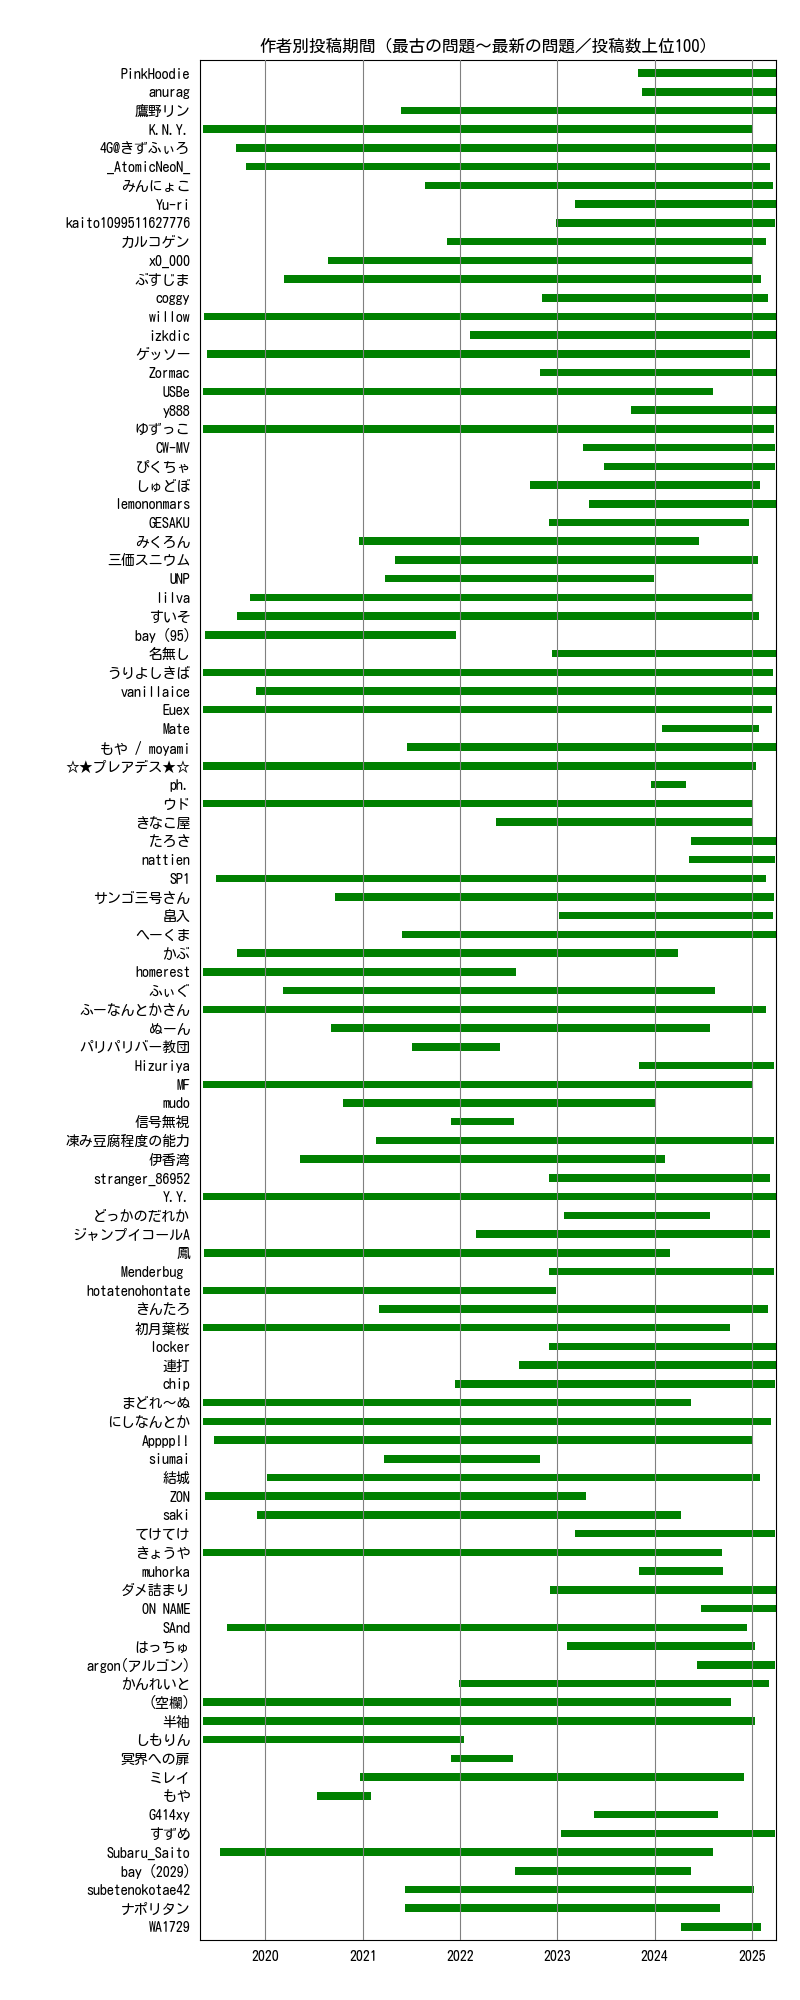 作者別投稿期間（最古の問題～最新の問題／投稿数上位100）
PinkHoodie
anurag
鷹野リン
K.N.Y.
4G@きずふぃろ
_AtomicNeoN_
みんにょこ
Yu-ri
kaito1099511627776
カルコゲン
x0_000
ぶすじま
coggy
willow
izkdic
ゲッソー
Zormac
USBe
y888
ゆずっこ
CW-MV
ぴくちゃ
しゅどぼ
lemononmars
GESAKU
みくろん
三価スニウム
UNP
lilva
すいそ
bay (95)
名無し
うりよしきば
vanillaice
Euex
Mate
もや / moyami
☆★プレアデス★☆
ph.
ウド
きなこ屋
たろさ
nattien
SP1
サンゴ三号さん
畠入
へーくま
かぶ
homerest
ふぃぐ
ふーなんとかさん
ぬーん
パリパリバー教団
Hizuriya
MF
mudo
信号無視
凍み豆腐程度の能力
伊香湾
stranger_86952
Y.Y.
どっかのだれか
ジャンプイコールA
鳳
Menderbug
hotatenohontate
きんたろ
初月葉桜
locker
連打
chip
まどれ～ぬ
にしなんとか
Appppll
siumai
結城
ZON
saki
てけてけ
きょうや
muhorka
ダメ詰まり
ON NAME
SAnd
はっちゅ
argon(アルゴン)
かんれいと
(空欄)
半袖
しもりん
冥界への扉
ミレイ
もや
G414xy
すずめ
Subaru_Saito
bay (2029)
subetenokotae42
ナポリタン
WA1729
2020 2021 2022 2023 2024 2025